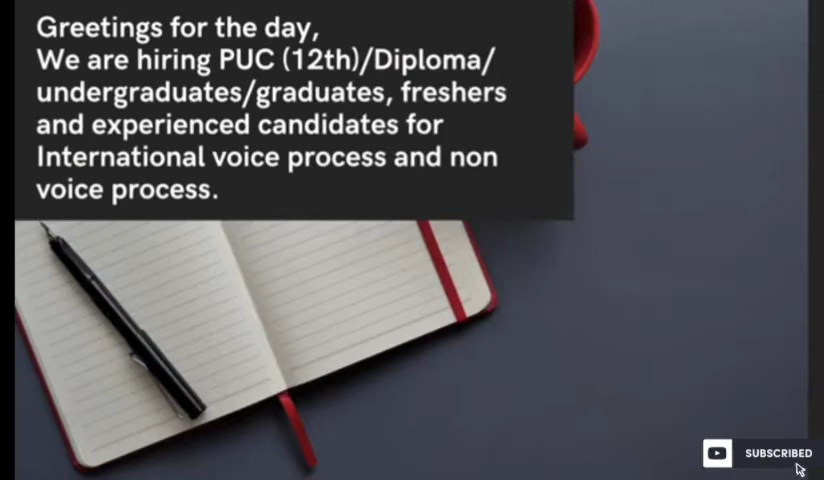 Greetings for the day,
We are hiring PUC (12th)/Diploma/
undergraduates/graduates, freshers
and experienced candidates for
International voice process and non
voice process.
SUBSCRIBED